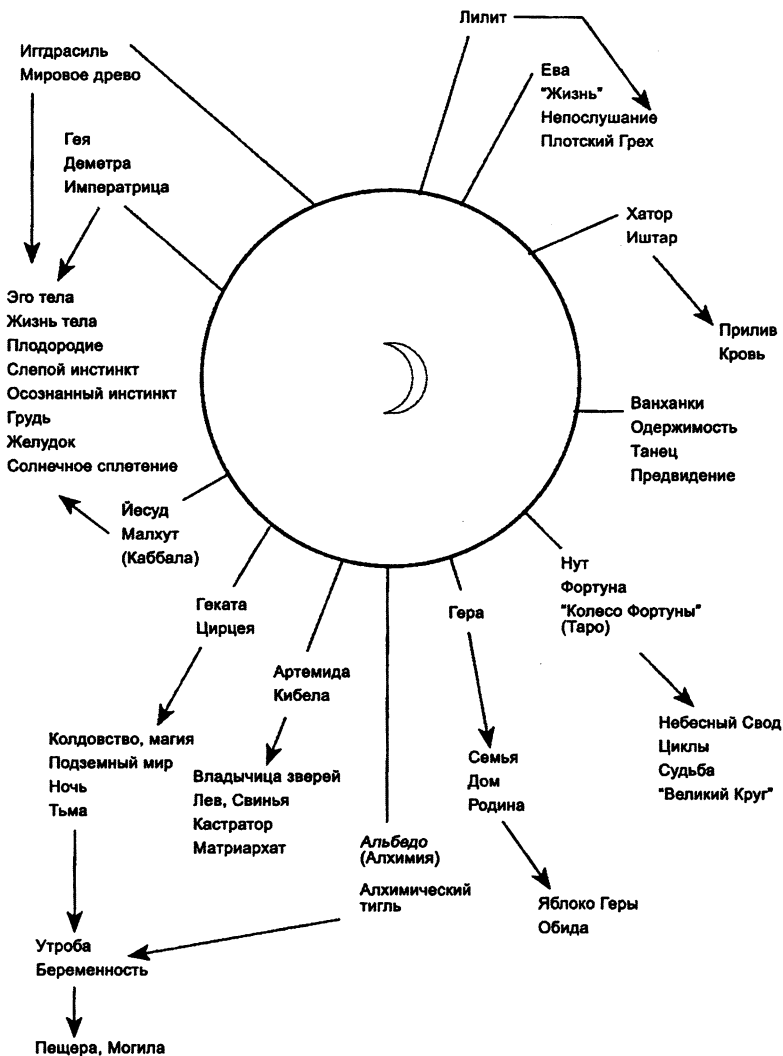 Лилит
Иггдрасиль
Мировое древо
Ева
"Жизнь"
Непослушание
Плотский Грех
Гея
Деметра
Императрица
Хатор
Иштар
Эго тела
Жизнь тела
Плодородие
Слепой инстинкт
Осознанный инстинкт
Грудь
Желудок
Солнечное сплетение
Прилив
Кровь
Ванханки
Одержимость
Танец
Предвидение
Йесуд
Малхут
(Каббала)
Нут
Фортуна
"Колесо Фортуны"
(Таро)
Геката
Цирцея
Гера
Артемида
Кибела
Небесный Свод
Циклы
Судьба
"Великий Круг"
Колдовство, магия
Подземный мир
Ночь
Тьма
Владычица зверей
Лев, Свинья
Кастратор
Матриархат
Семья
Дом
Родина
Альбедо
(Алхимия)
Алхимический
тигль
Яблоко Геры
Обида
Утроба
Беременность
Пещера, Могила